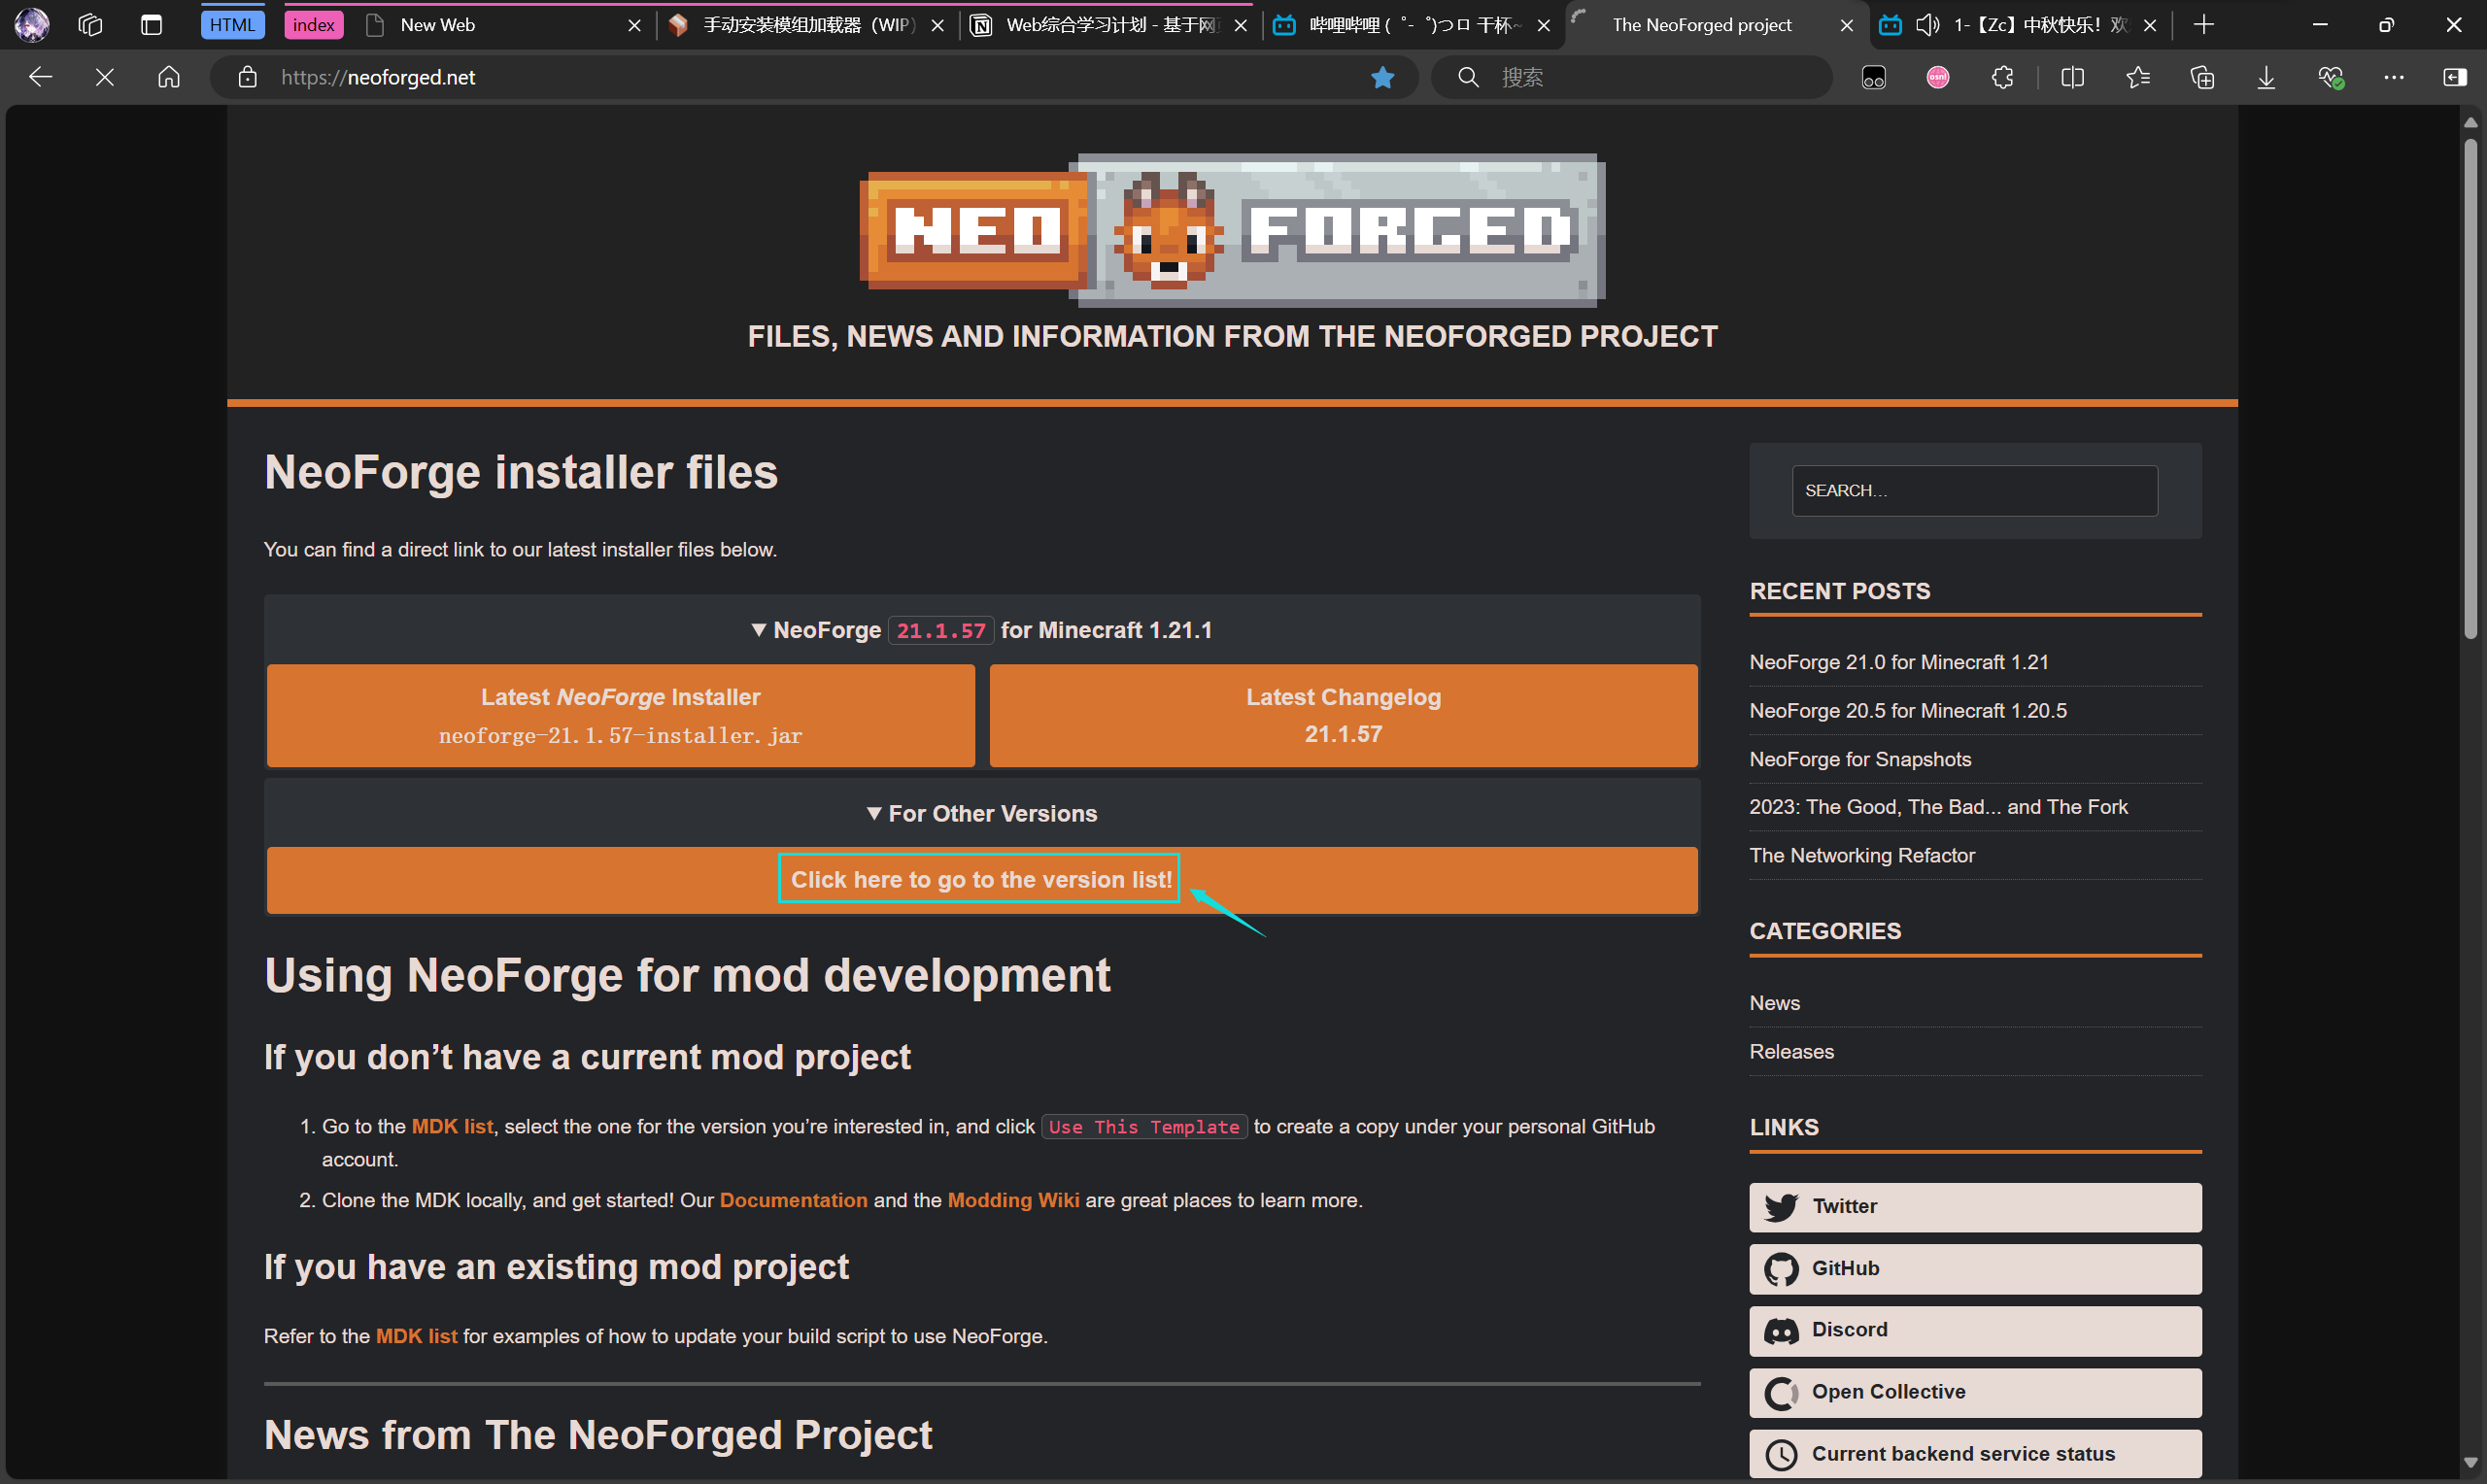 HTML
index
New Web
手动安装模组加载器（WIP）
Web综合学习计划 - 基于网
哔哩哔哩 ( ゜- ゜)つロ 干杯~
The NeoForged project
1-【Zc】中秋快乐！欢
https://neoforged.net
搜索
NEO FORGED
FILES, NEWS AND INFORMATION FROM THE NEOFORGED PROJECT
NeoForge installer files
You can find a direct link to our latest installer files below.
▼ NeoForge 21.1.57 for Minecraft 1.21.1
Latest NeoForge Installer
neoforge-21.1.57-installer.jar
Latest Changelog
21.1.57
▼ For Other Versions
Click here to go to the version list!
Using NeoForge for mod development
If you don’t have a current mod project
1. Go to the MDK list, select the one for the version you’re interested in, and click Use This Template to create a copy under your personal GitHub
account.
2. Clone the MDK locally, and get started! Our Documentation and the Modding Wiki are great places to learn more.
If you have an existing mod project
Refer to the MDK list for examples of how to update your build script to use NeoForge.
News from The NeoForged Project
SEARCH...
RECENT POSTS
NeoForge 21.0 for Minecraft 1.21
NeoForge 20.5 for Minecraft 1.20.5
NeoForge for Snapshots
2023: The Good, The Bad... and The Fork
The Networking Refactor
CATEGORIES
News
Releases
LINKS
Twitter
GitHub
Discord
Open Collective
Current backend service status